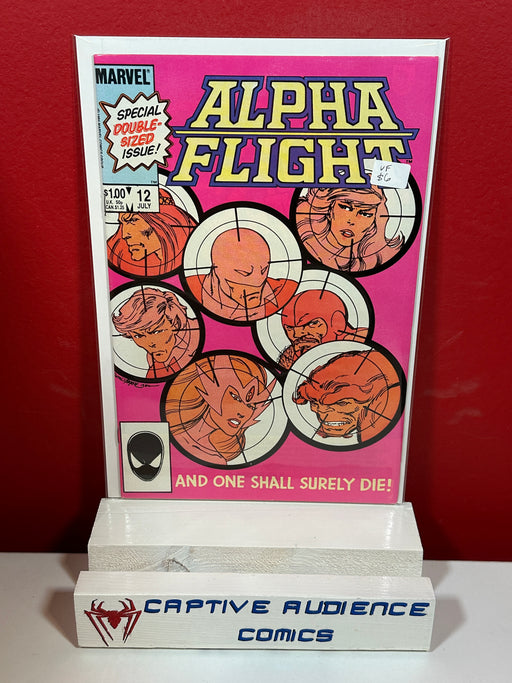 MARVEL
SPECIAL
DOUBLE-
SIZED
ISSUE!
ALPHA
FLIGHT
TM
VF
$6
$1.00
U.K. 50p
CAN. $1.25
12
JULY
AND ONE SHALL SURELY DIE!
CAPTIVE AUDIENCE
COMICS